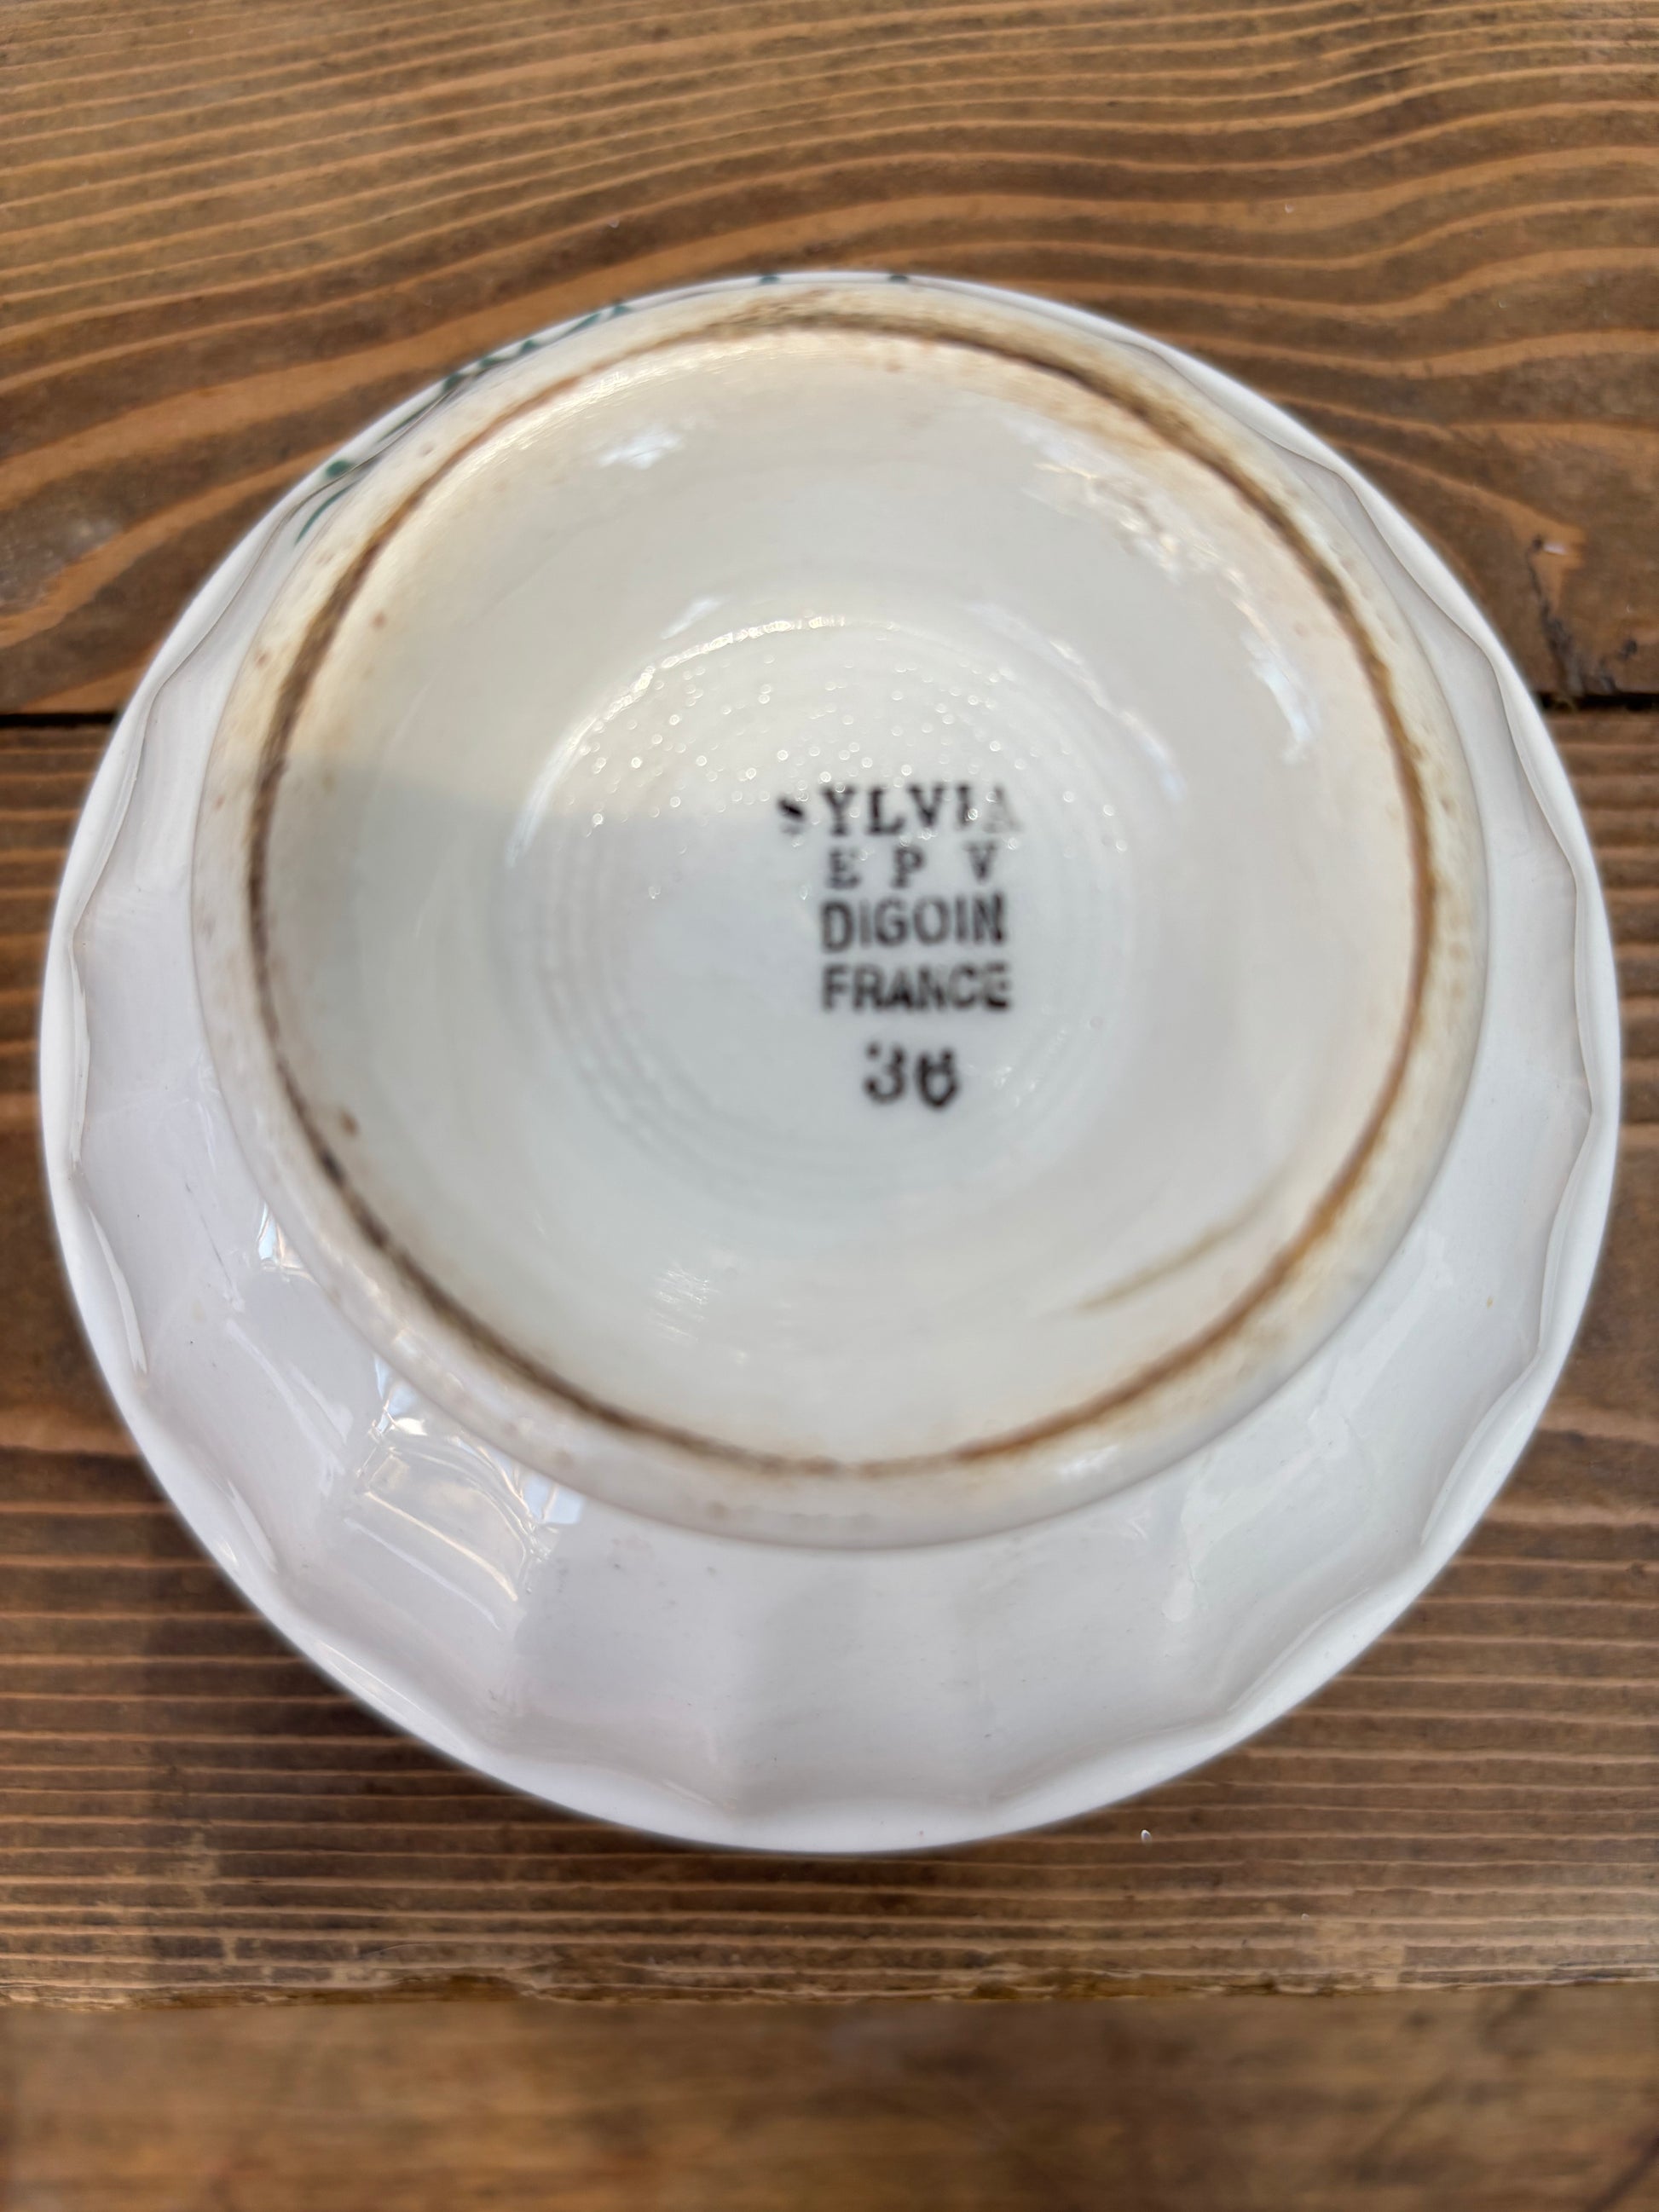 SYLVIA
E P V
DIGOIN
FRANCE
36